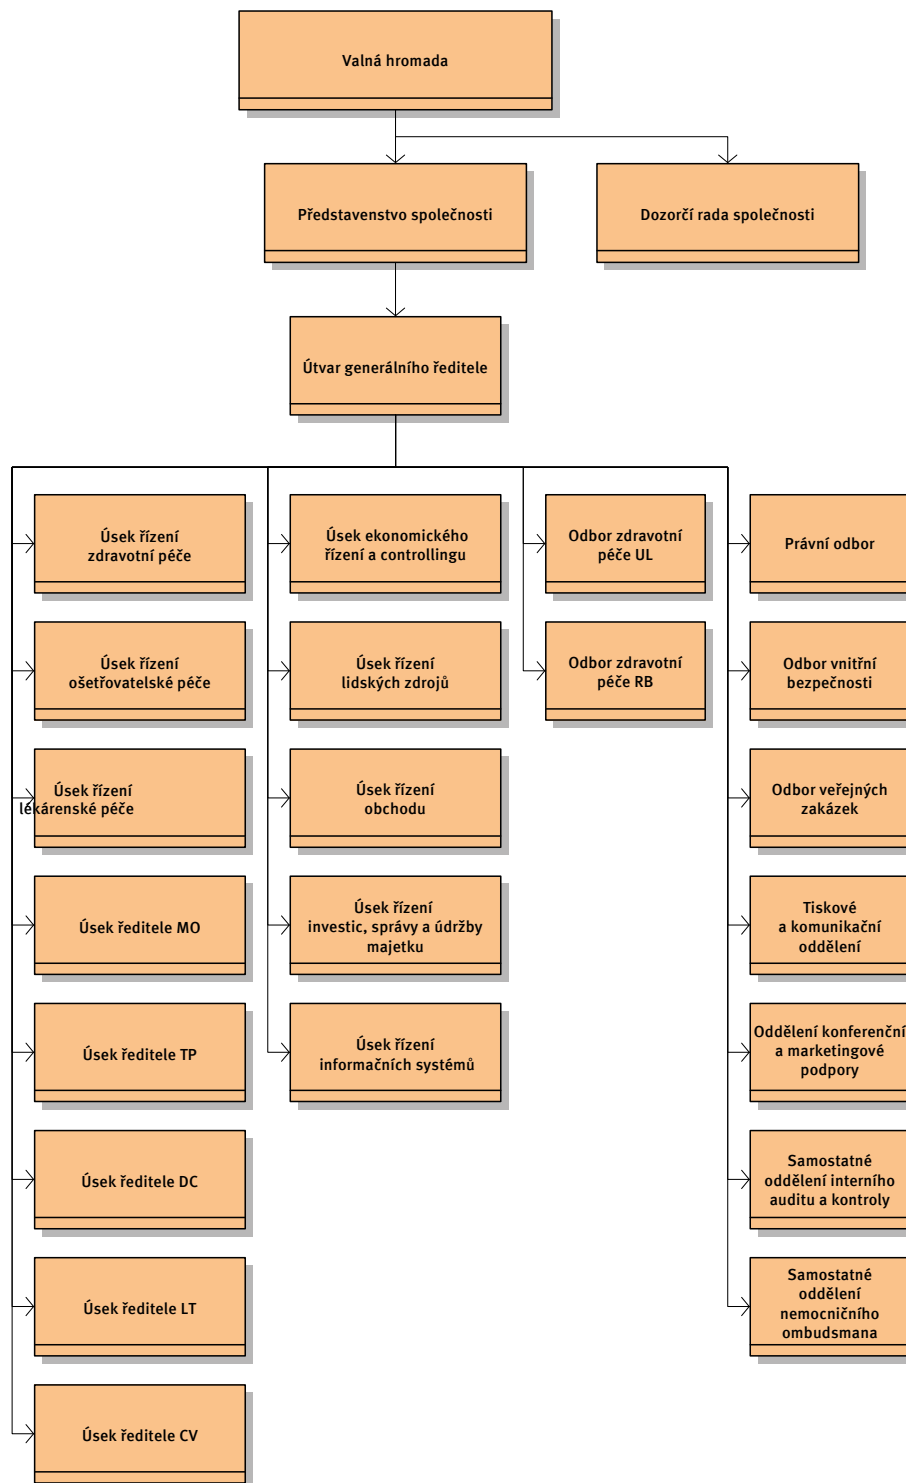 Valná hromada
Představenstvo společnosti
Dozorčí rada společnosti
Útvar generálního ředitele
Úsek řízení
zdravotní péče
Úsek ekonomického
řízení a controllingu
Odbor zdravotní
péče UL
Právní odbor
Úsek řízení
ošetřovatelské péče
Úsek řízení
lidských zdrojů
Odbor zdravotní
péče RB
Odbor vnitřní
bezpečnosti
Úsek řízení
lékárenské péče
Úsek řízení
obchodu
Odbor veřejných
zakázek
Úsek ředitele MO
Úsek řízení
investic, správy a údržby
majetku
Tiskové
a komunikační
oddělení
Úsek ředitele TP
Úsek řízení
informačních systémů
Oddělení konferenční
a marketingové
podpory
Úsek ředitele DC
Samostatné
oddělení interního
auditu a kontroly
Úsek ředitele LT
Samostatné
oddělení
nemocničního
ombudsmana
Úsek ředitele CV